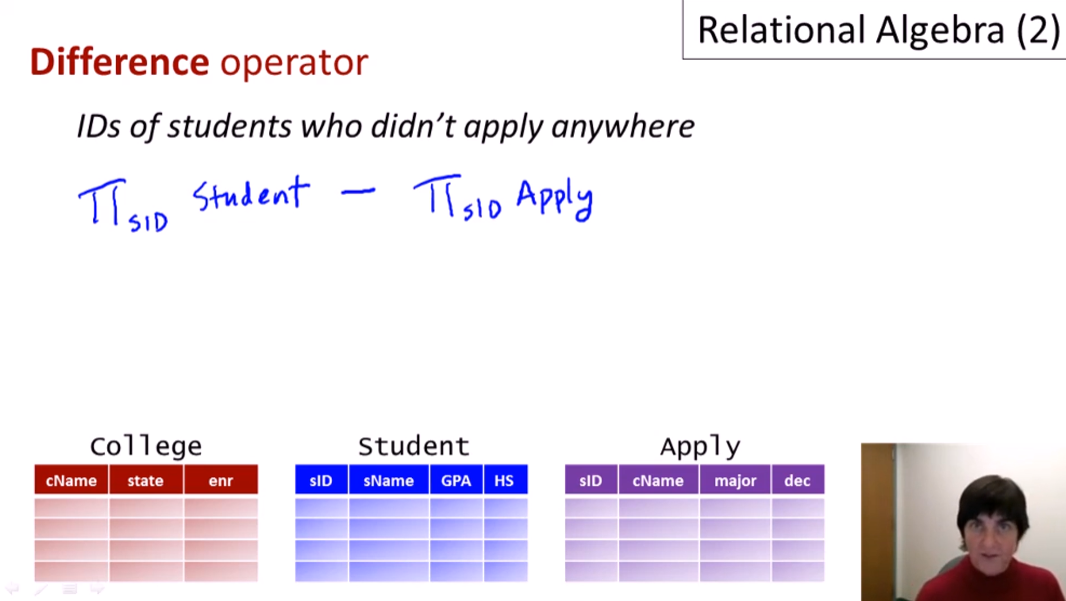 Relational Algebra (2)
Difference operator
IDs of students who didn't apply anywhere
π sID Student − π sID Apply
College
cName state enr
Student
sID sName GPA HS
Apply
sID cName major dec